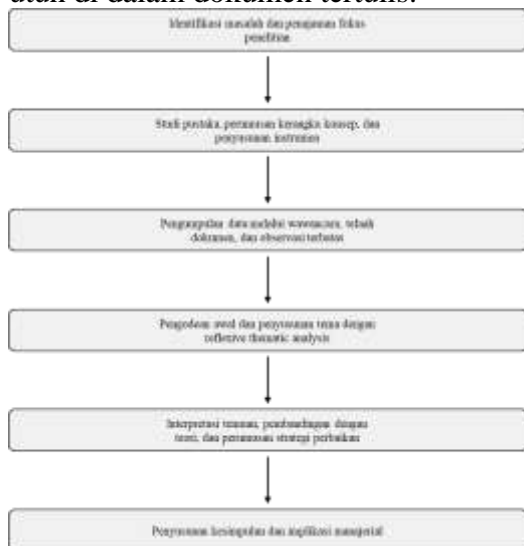 utuh di dalam dokumen tertulis.
Identifikasi masalah dan penajaman fokus
penelitian
Studi pustaka, perumusan kerangka konsep, dan
penyusunan instrumen
Pengumpulan data melalui wawancara, telaah
dokumen, dan observasi terbatas
Pengodean awal dan penyusunan tema dengan
reflexive thematic analysis
Interpretasi temuan, pembandingan dengan
teori, dan perumusan strategi perbaikan
Penyusunan kesimpulan dan implikasi manajerial